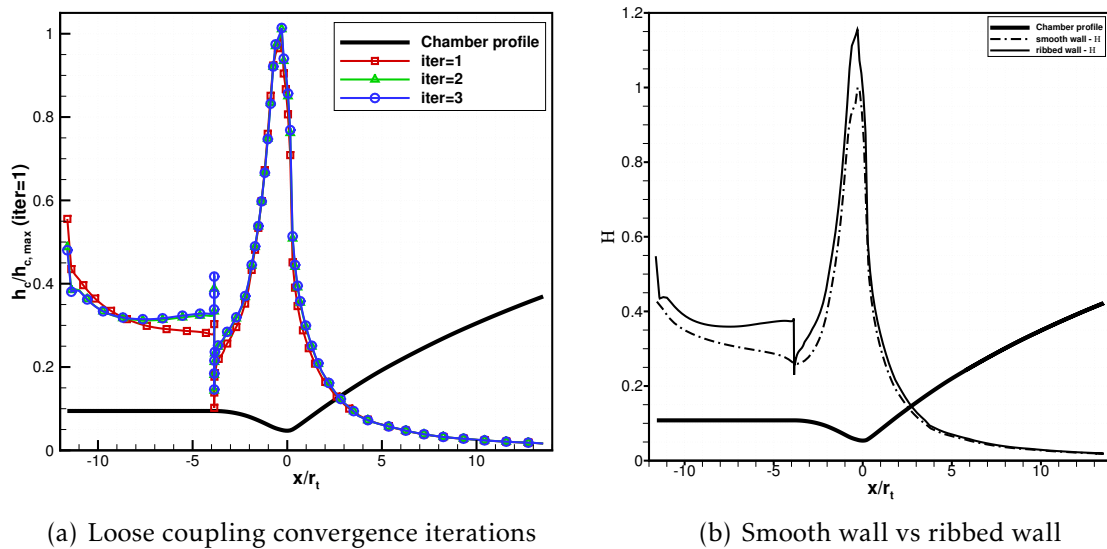 h_c/h_c,max (iter=1)
1
0.8
0.6
0.4
0.2
0
-10
-5
0
5
10
x/r_t
Chamber profile
iter=1
iter=2
iter=3
(a) Loose coupling convergence iterations
H
1.2
1
0.8
0.6
0.4
0.2
0
-10
-5
0
5
10
x/r_t
Chamber profile
smooth wall - H
ribbed wall - H
(b) Smooth wall vs ribbed wall